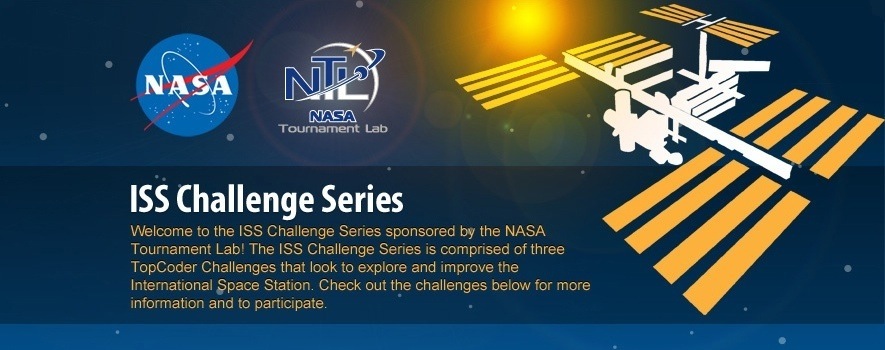 NASA
NTL
NASA
Tournament Lab
ISS Challenge Series
Welcome to the ISS Challenge Series sponsored by the NASA
Tournament Lab! The ISS Challenge Series is comprised of three
TopCoder Challenges that look to explore and improve the
International Space Station. Check out the challenges below for more
information and to participate.